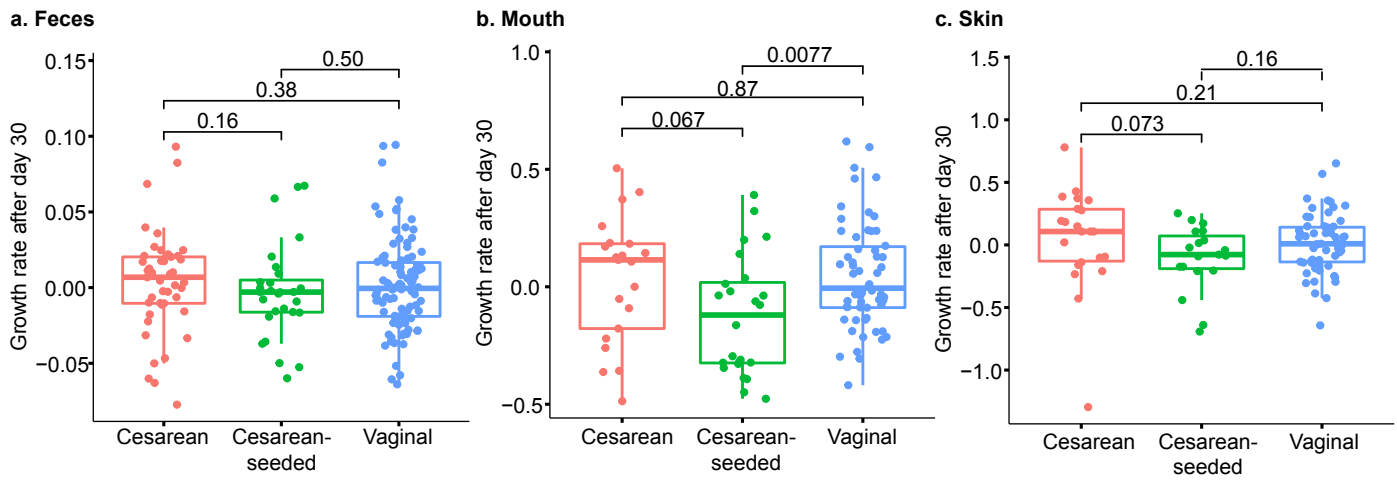 a. Feces
Growth rate after day 30
0.15
0.10
0.05
0.00
−0.05
0.50
0.38
0.16
Cesarean
Cesarean-
seeded
Vaginal
b. Mouth
Growth rate after day 30
1.0
0.5
0.0
−0.5
0.0077
0.87
0.067
Cesarean
Cesarean-
seeded
Vaginal
c. Skin
Growth rate after day 30
1.5
1.0
0.5
0.0
−0.5
−1.0
0.16
0.21
0.073
Cesarean
Cesarean-
seeded
Vaginal